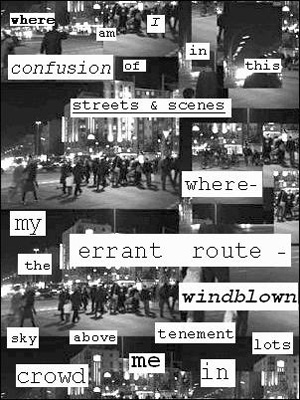 where am I in this
confusion of
streets & scenes
where-
my
errant route -
the
windblown
sky above tenement lots
crowd me in